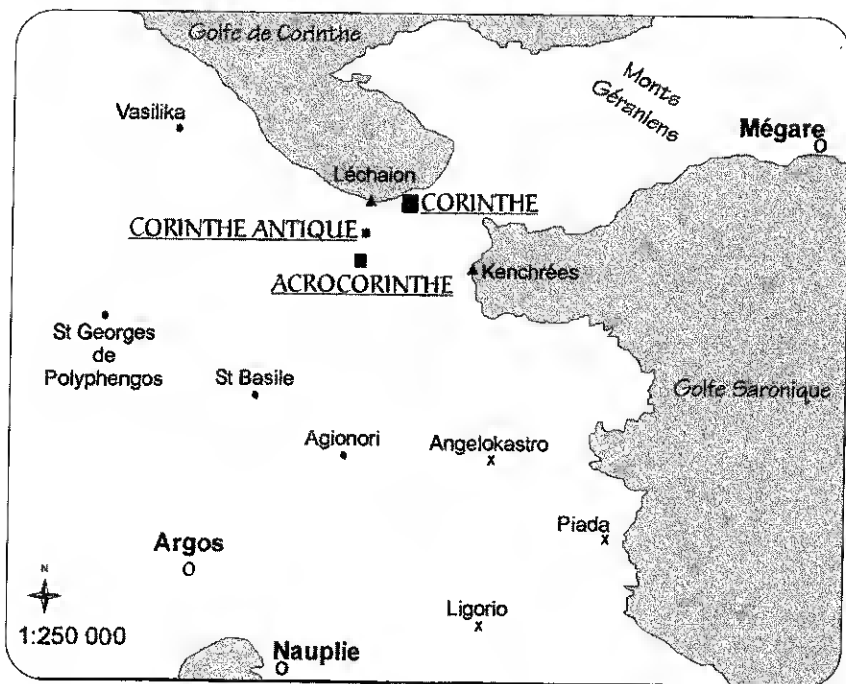 Golfe de Corinthe
Monts
Géraniens
Vasilika
Mégare
Léchaion
CORINTHE
CORINTHE ANTIQUE
Kenchrées
ACROCORINTHE
St Georges
de
Polyphengos
St Basile
Golfe Saronique
Agionori
Angelokastro
Piada
Argos
N
Ligorio
1:250 000
Nauplie